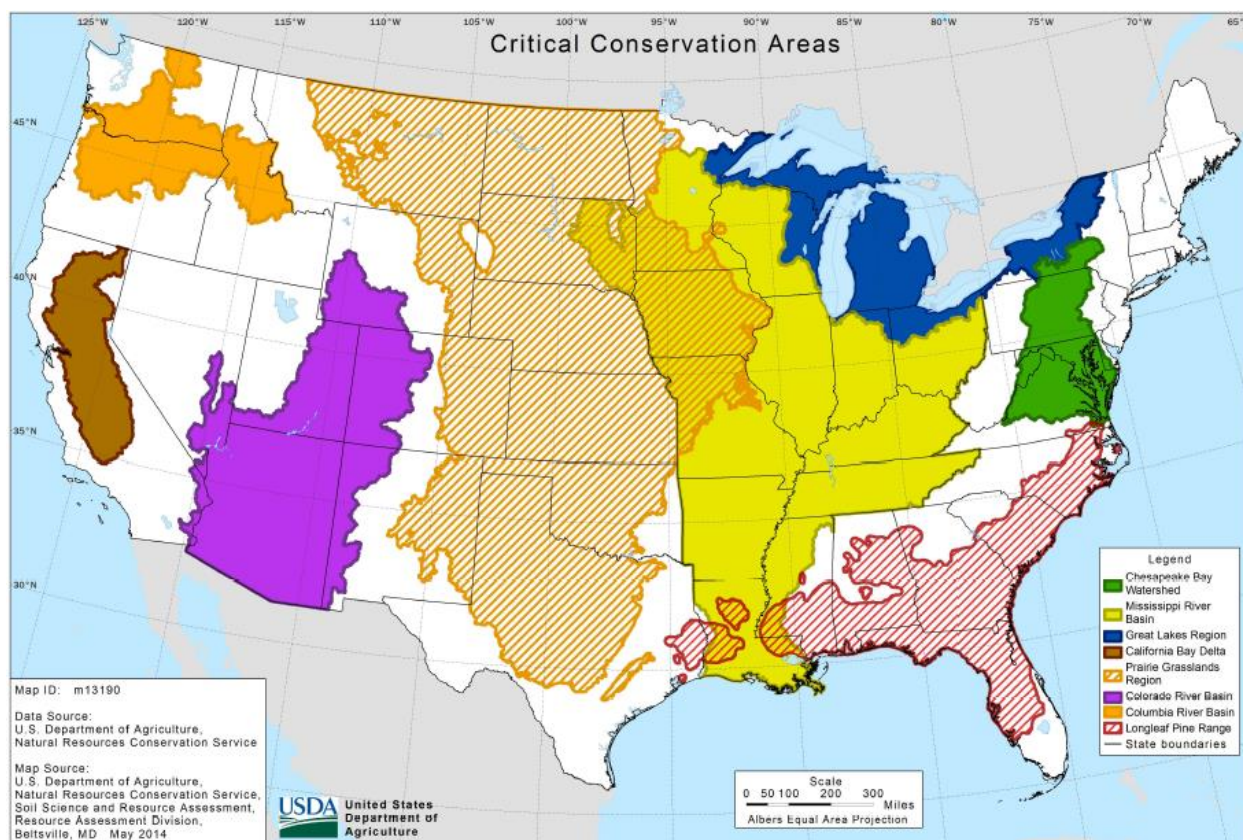 125°W 120°W 115°W 110°W 105°W 100°W 95°W 90°W 85°W 80°W 75°W 70°W 65°W
Critical Conservation Areas
45°N
40°N
35°N
30°N
Legend
Chesapeake Bay
Watershed
Mississippi River
Basin
Great Lakes Region
California Bay Delta
Prairie Grasslands
Region
Colorado River Basin
Columbia River Basin
Longleaf Pine Range
State boundaries
Map ID: m13190
Data Source:
U.S. Department of Agriculture,
Natural Resources Conservation Service
Map Source:
U.S. Department of Agriculture,
Natural Resources Conservation Service,
Soil Science and Resource Assessment,
Resource Assessment Division,
Beltsville, MD May 2014
USDA
United States
Department of
Agriculture
Scale
0 50 100 200 300
Miles
Albers Equal Area Projection